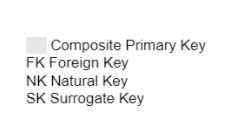 Composite Primary Key
FK Foreign Key
NK Natural Key
SK Surrogate Key